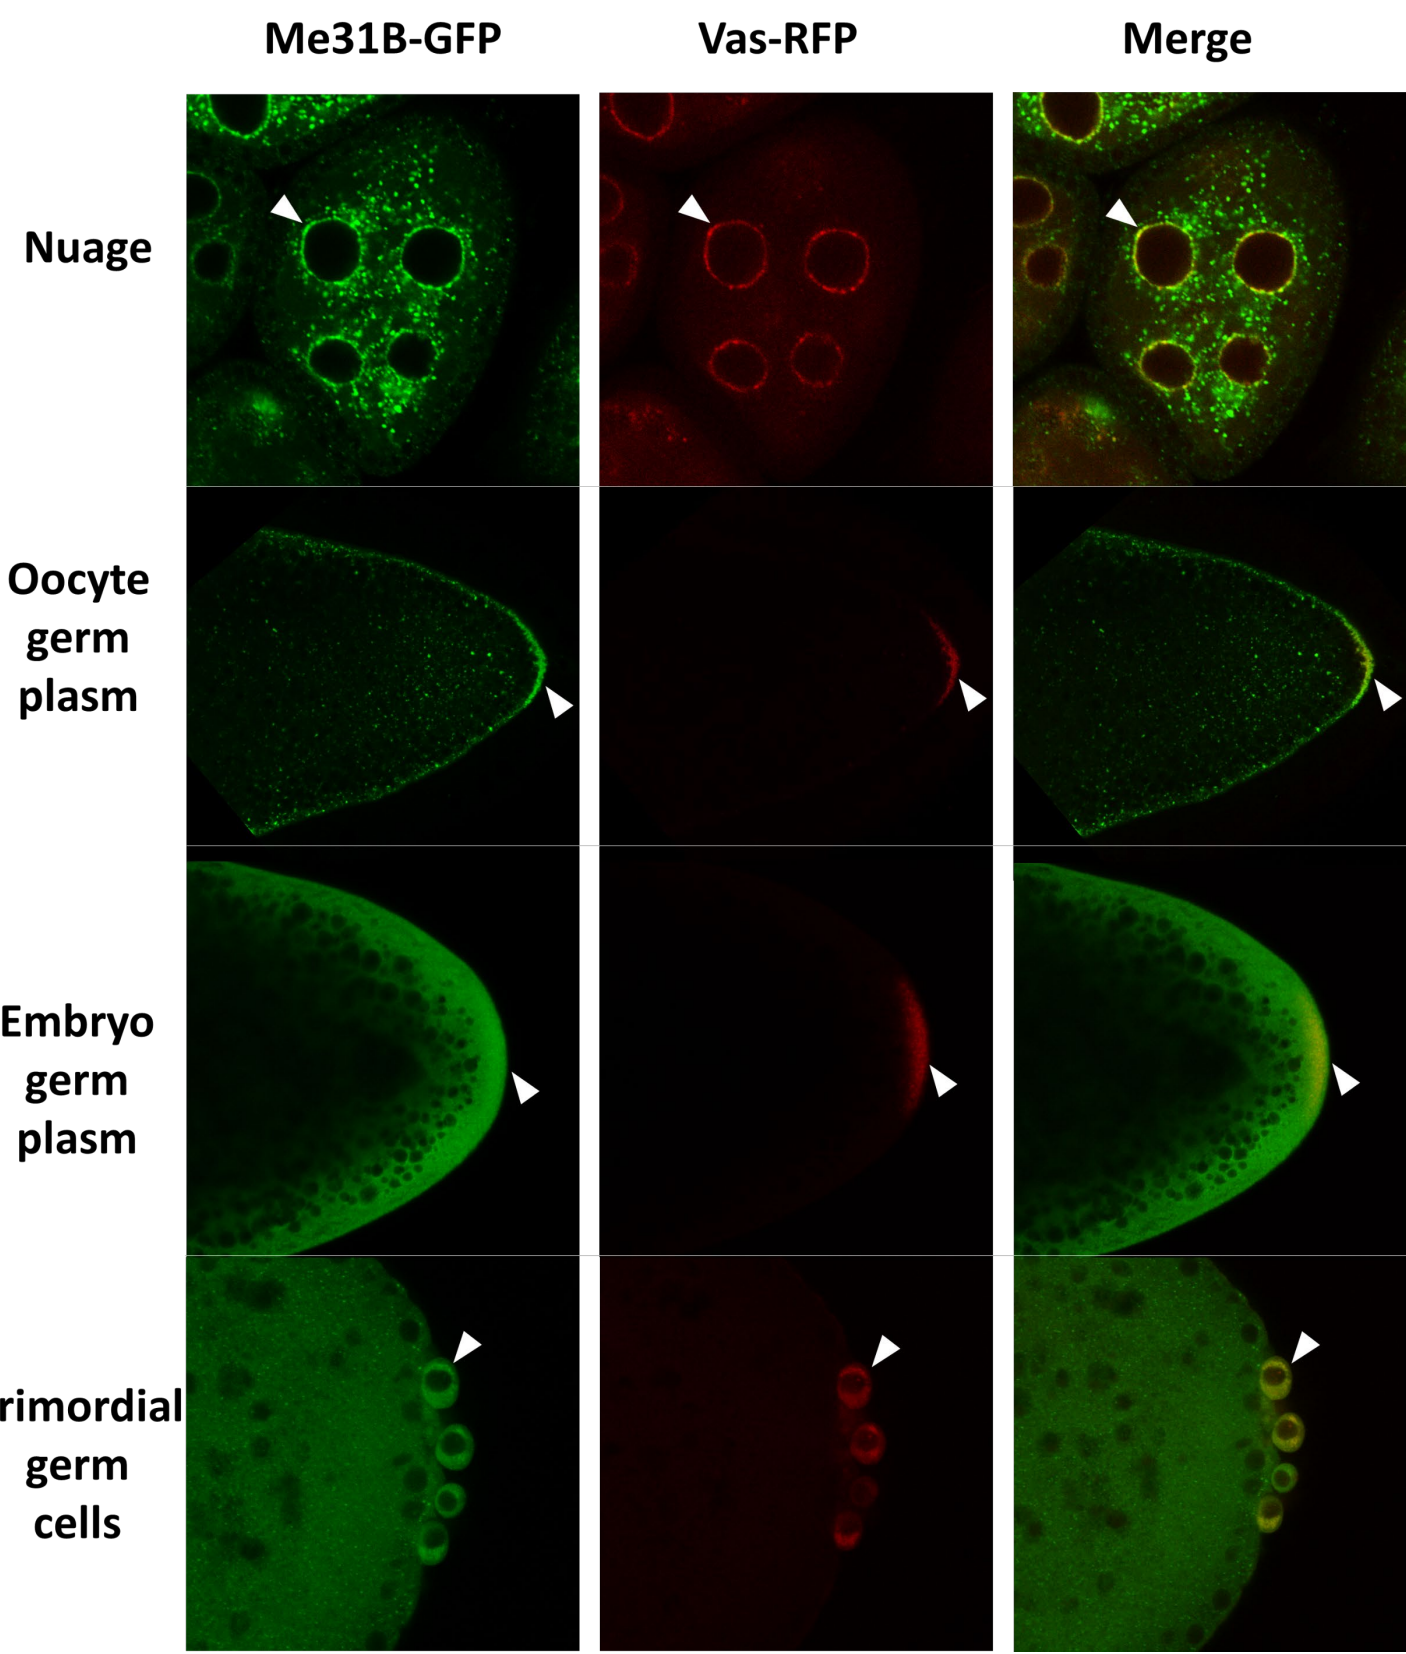 Me31B-GFP Vas-RFP Merge
Nuage
Oocyte
germ
plasm
Embryo
germ
plasm
rimordial
germ
cells